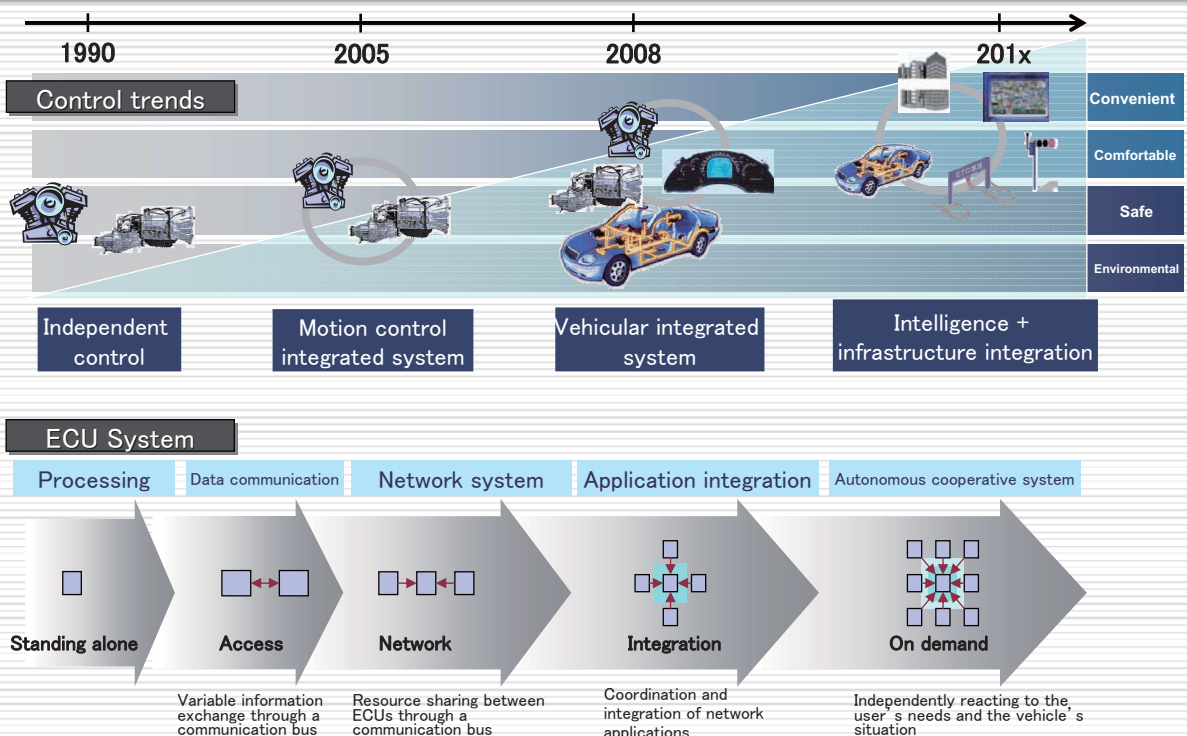 1990
2005
2008
201x
Control trends
Convenient
Comfortable
Safe
Environmental
Independent
control
Motion control
integrated system
Vehicular integrated
system
Intelligence +
infrastructure integration
ECU System
Processing
Data communication
Network system
Application integration
Autonomous cooperative system
Standing alone
Access
Network
Integration
On demand
Variable information
exchange through a
communication bus
Resource sharing between
ECUs through a
communication bus
Coordination and
integration of network
applications
Independently reacting to the
user's needs and the vehicle's
situation